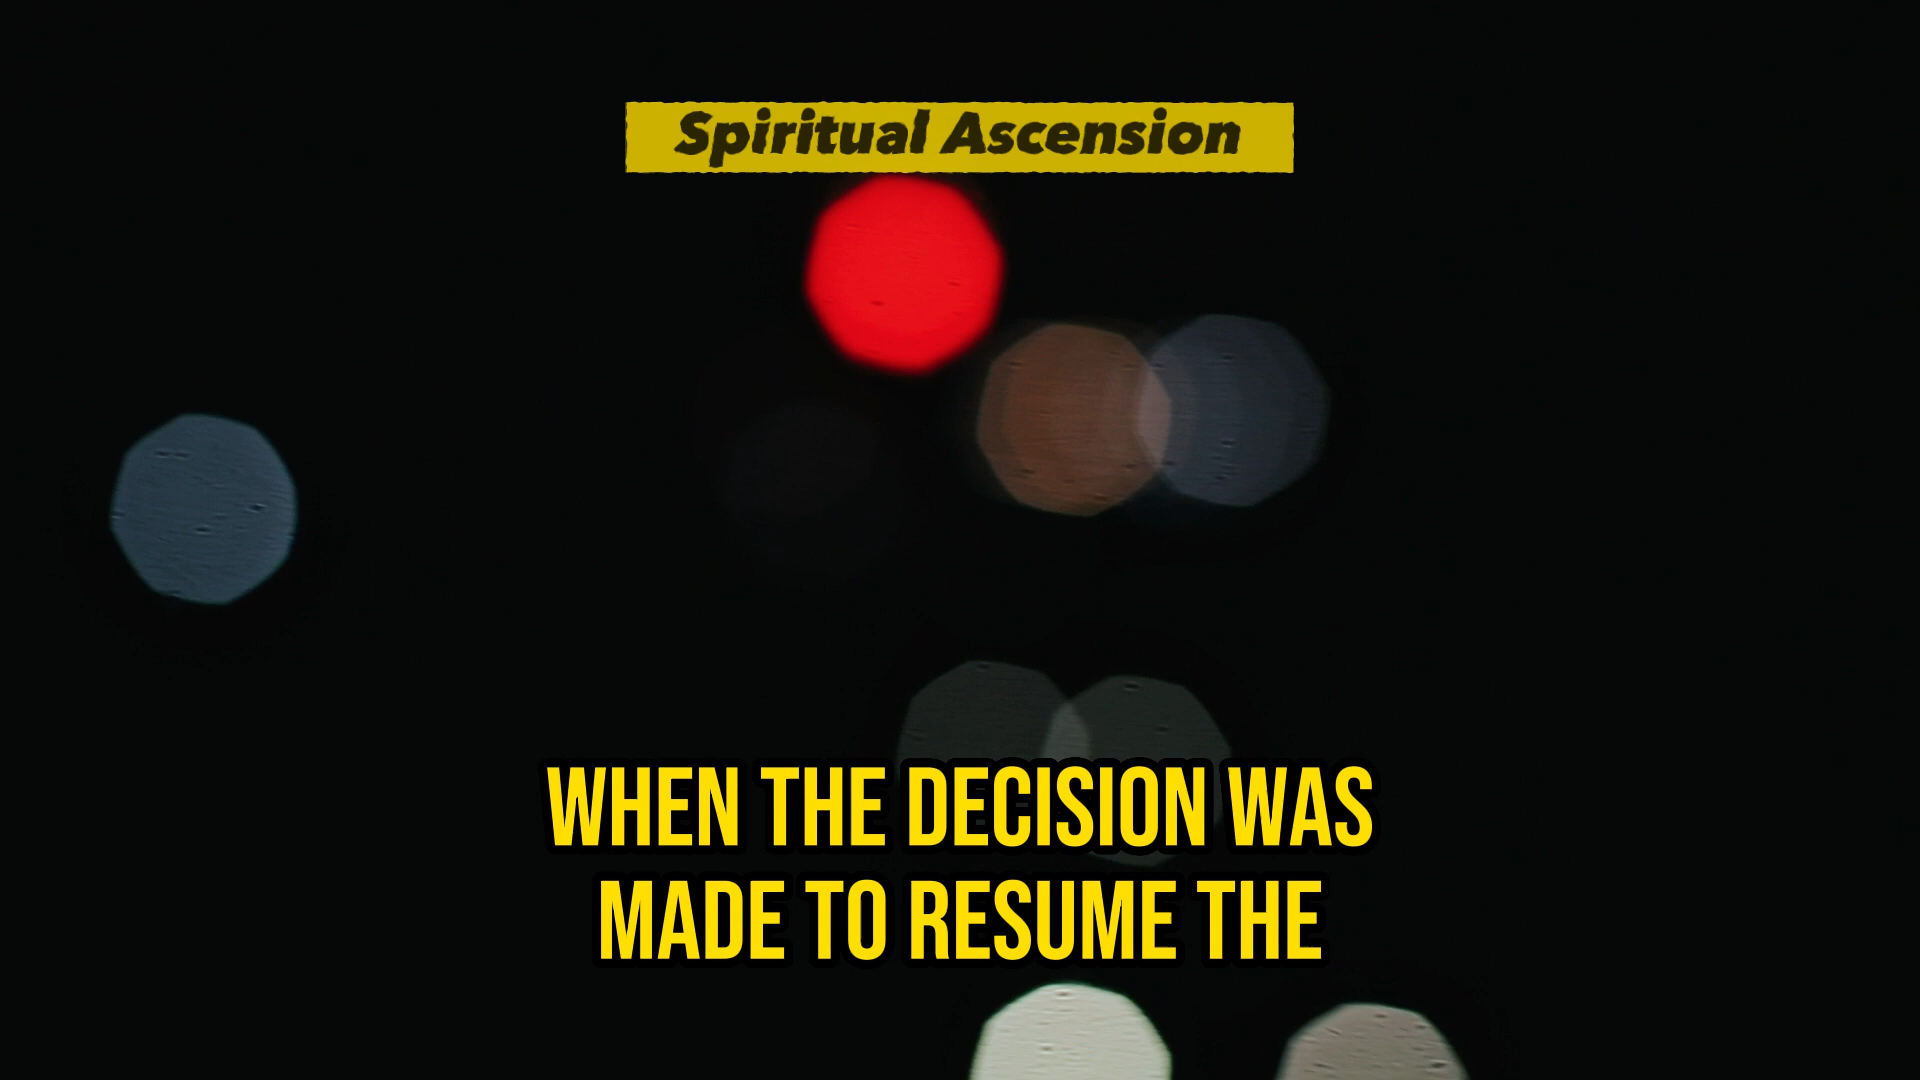 Spiritual Ascension
WHEN THE DECISION WAS
MADE TO RESUME THE